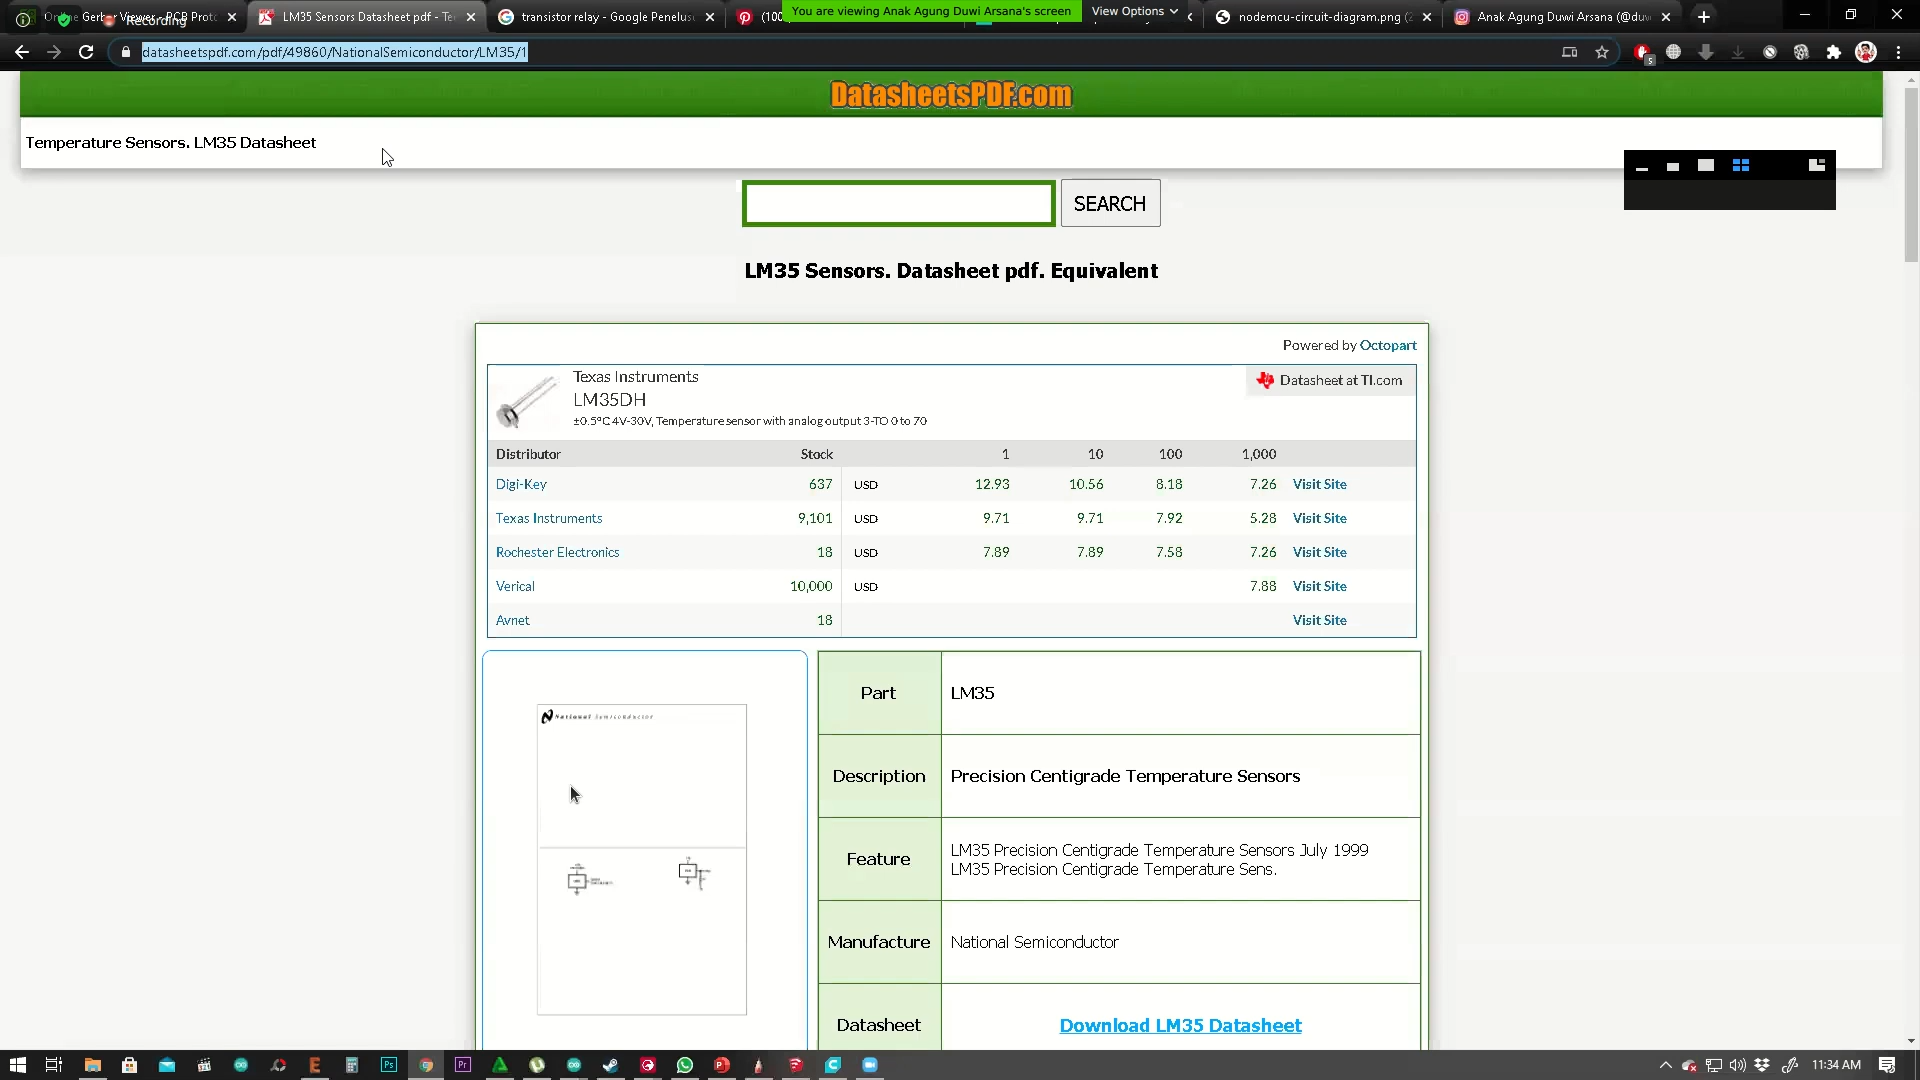 Recording
LM35 Sensors Datasheet pdf - Te
transistor relay - Google Penelus
(100
You are viewing Anak Agung Duwi Arsana's screen
View Options
nodemcu-circuit-diagram.png (
Anak Agung Duwi Arsana (@duw
datasheetspdf.com/pdf/49860/NationalSemiconductor/LM35/1
5
DatasheetsPDF.com
Temperature Sensors. LM35 Datasheet
SEARCH
LM35 Sensors. Datasheet pdf. Equivalent
Powered by Octopart
Texas Instruments
Datasheet at TI.com
LM35DH
±0.5°C 4V-30V, Temperature sensor with analog output 3-TO 0 to 70
Distributor Stock 1 10 100 1,000
Digi-Key 637 USD 12.93 10.56 8.18 7.26 Visit Site
Texas Instruments 9,101 USD 9.71 9.71 7.92 5.28 Visit Site
Rochester Electronics 18 USD 7.89 7.89 7.58 7.26 Visit Site
Verical 10,000 USD 7.88 Visit Site
Avnet 18 Visit Site
National Semiconductor
Part LM35
Description Precision Centigrade Temperature Sensors
Feature LM35 Precision Centigrade Temperature Sensors July 1999
LM35 Precision Centigrade Temperature Sens.
Manufacture National Semiconductor
Datasheet Download LM35 Datasheet
11:34 AM